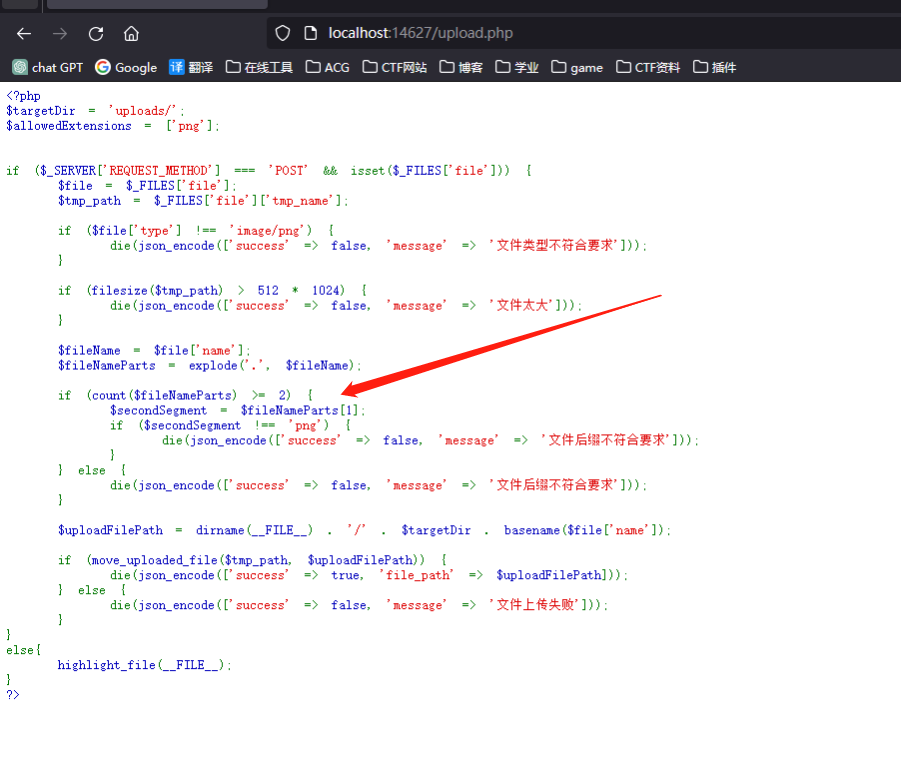 localhost:14627/upload.php
chat GPT Google 译 翻译 在线工具 ACG CTF网站 博客 学业 game CTF资料 插件
<?php
$targetDir = 'uploads/';
$allowedExtensions = ['png'];
if ($_SERVER['REQUEST_METHOD'] === 'POST' && isset($_FILES['file'])) {
$file = $_FILES['file'];
$tmp_path = $_FILES['file']['tmp_name'];
if ($file['type'] !== 'image/png') {
die(json_encode(['success' => false, 'message' => '文件类型不符合要求']));
}
if (filesize($tmp_path) > 512 * 1024) {
die(json_encode(['success' => false, 'message' => '文件太大']));
}
$fileName = $file['name'];
$fileNameParts = explode('.', $fileName);
if (count($fileNameParts) >= 2) {
$secondSegment = $fileNameParts[1];
if ($secondSegment !== 'png') {
die(json_encode(['success' => false, 'message' => '文件后缀不符合要求']));
}
} else {
die(json_encode(['success' => false, 'message' => '文件后缀不符合要求']));
}
$uploadFilePath = dirname(__FILE__) . '/' . $targetDir . basename($file['name']);
if (move_uploaded_file($tmp_path, $uploadFilePath)) {
die(json_encode(['success' => true, 'file_path' => $uploadFilePath]));
} else {
die(json_encode(['success' => false, 'message' => '文件上传失败']));
}
}
else{
highlight_file(__FILE__);
}
?>